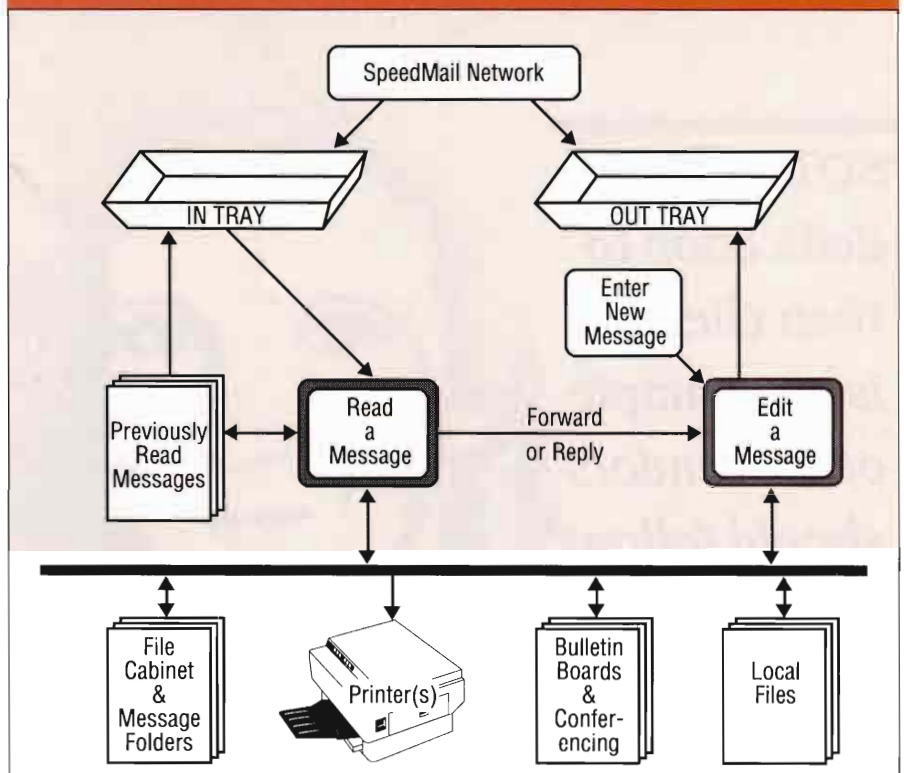 SpeedMail Network
IN TRAY
OUT TRAY
Enter
New
Message
Previously
Read
Messages
Read
a
Message
Forward
or Reply
Edit
a
Message
File
Cabinet
&
Message
Folders
Printer(s)
Bulletin
Boards
&
Confer-
encing
Local
Files